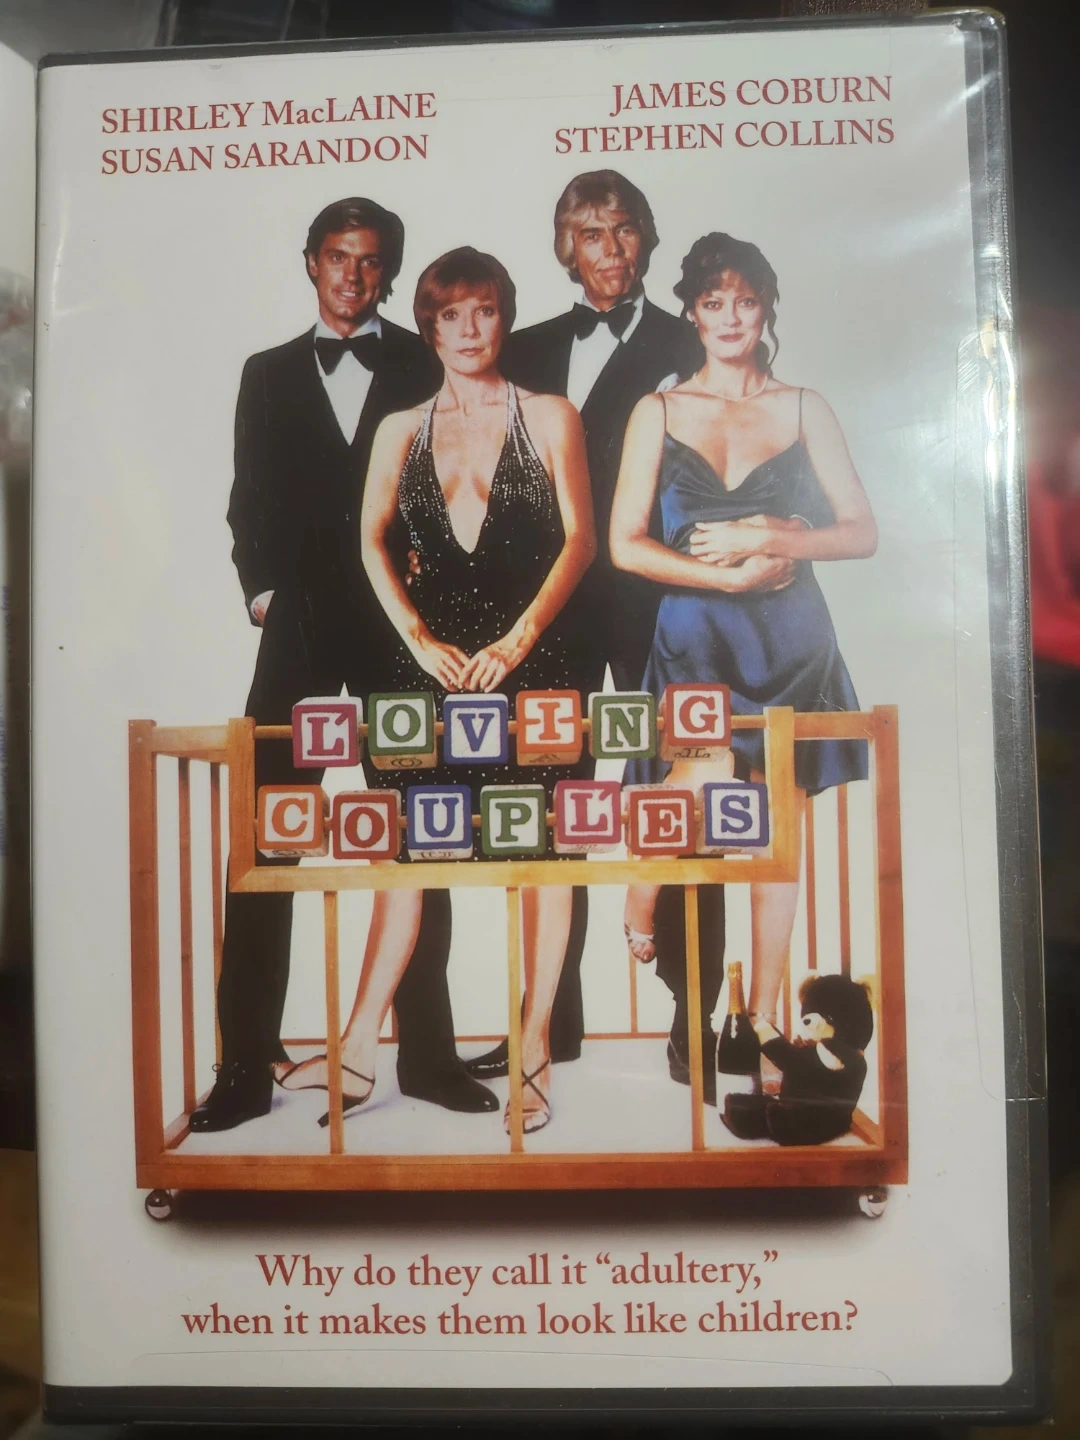 SHIRLEY MacLAINE
SUSAN SARANDON
JAMES COBURN
STEPHEN COLLINS
LOVING
COUPLES
Why do they call it “adultery,”
when it makes them look like children?